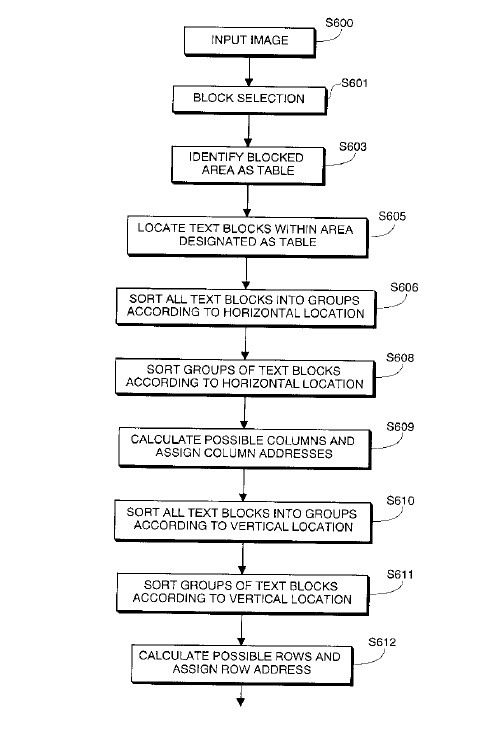 S600
INPUT IMAGE
S601
BLOCK SELECTION
S603
IDENTIFY BLOCKED
AREA AS TABLE
S605
LOCATE TEXT BLOCKS WITHIN AREA
DESIGNATED AS TABLE
S606
SORT ALL TEXT BLOCKS INTO GROUPS
ACCORDING TO HORIZONTAL LOCATION
S608
SORT GROUPS OF TEXT BLOCKS
ACCORDING TO HORIZONTAL LOCATION
S609
CALCULATE POSSIBLE COLUMNS AND
ASSIGN COLUMN ADDRESSES
S610
SORT ALL TEXT BLOCKS INTO GROUPS
ACCORDING TO VERTICAL LOCATION
S611
SORT GROUPS OF TEXT BLOCKS
ACCORDING TO VERTICAL LOCATION
S612
CALCULATE POSSIBLE ROWS AND
ASSIGN ROW ADDRESS